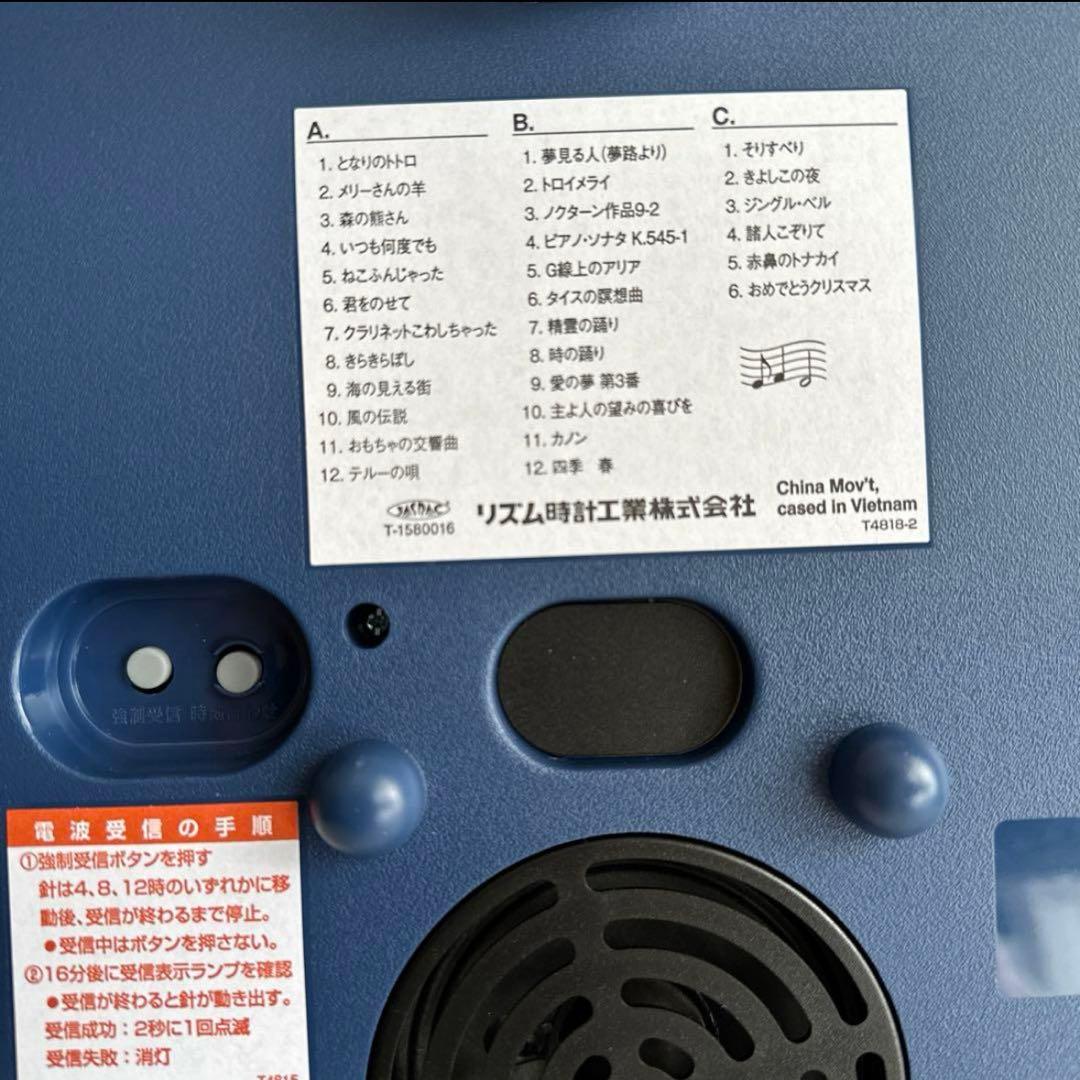 A.
1. となりのトトロ
2. メリーさんの羊
3. 森の熊さん
4. いつも何度でも
5. ねこふんじゃった
6. 君をのせて
7. クラリネットこわしちゃった
8. きらきらぼし
9. 海の見える街
10. 風の伝説
11. おもちゃの交響曲
12. テルーの唄
B.
1. 夢見る人(夢路より)
2. トロイメライ
3. ノクターン作品9-2
4. ピアノ・ソナタ K.545-1
5. G線上のアリア
6. タイスの瞑想曲
7. 精霊の踊り
8. 時の踊り
9. 愛の夢 第3番
10. 主よ人の望みの喜びを
11. カノン
12. 四季 春
C.
1. そりすべり
2. きよしこの夜
3. ジングル・ベル
4. 諸人こぞりて
5. 赤鼻のトナカイ
6. おめでとうクリスマス
JASRAC
T-1580016
リズム時計工業株式会社
China Mov't,
cased in Vietnam
T4818-2
強制受信 時
電波受信の手順
①強制受信ボタンを押す
針は4、8、12時のいずれかに移
動後、受信が終わるまで停止。
●受信中はボタンを押さない。
②16分後に受信表示ランプを確認
●受信が終わると針が動き出す。
受信成功：2秒に1回点滅
受信失敗：消灯